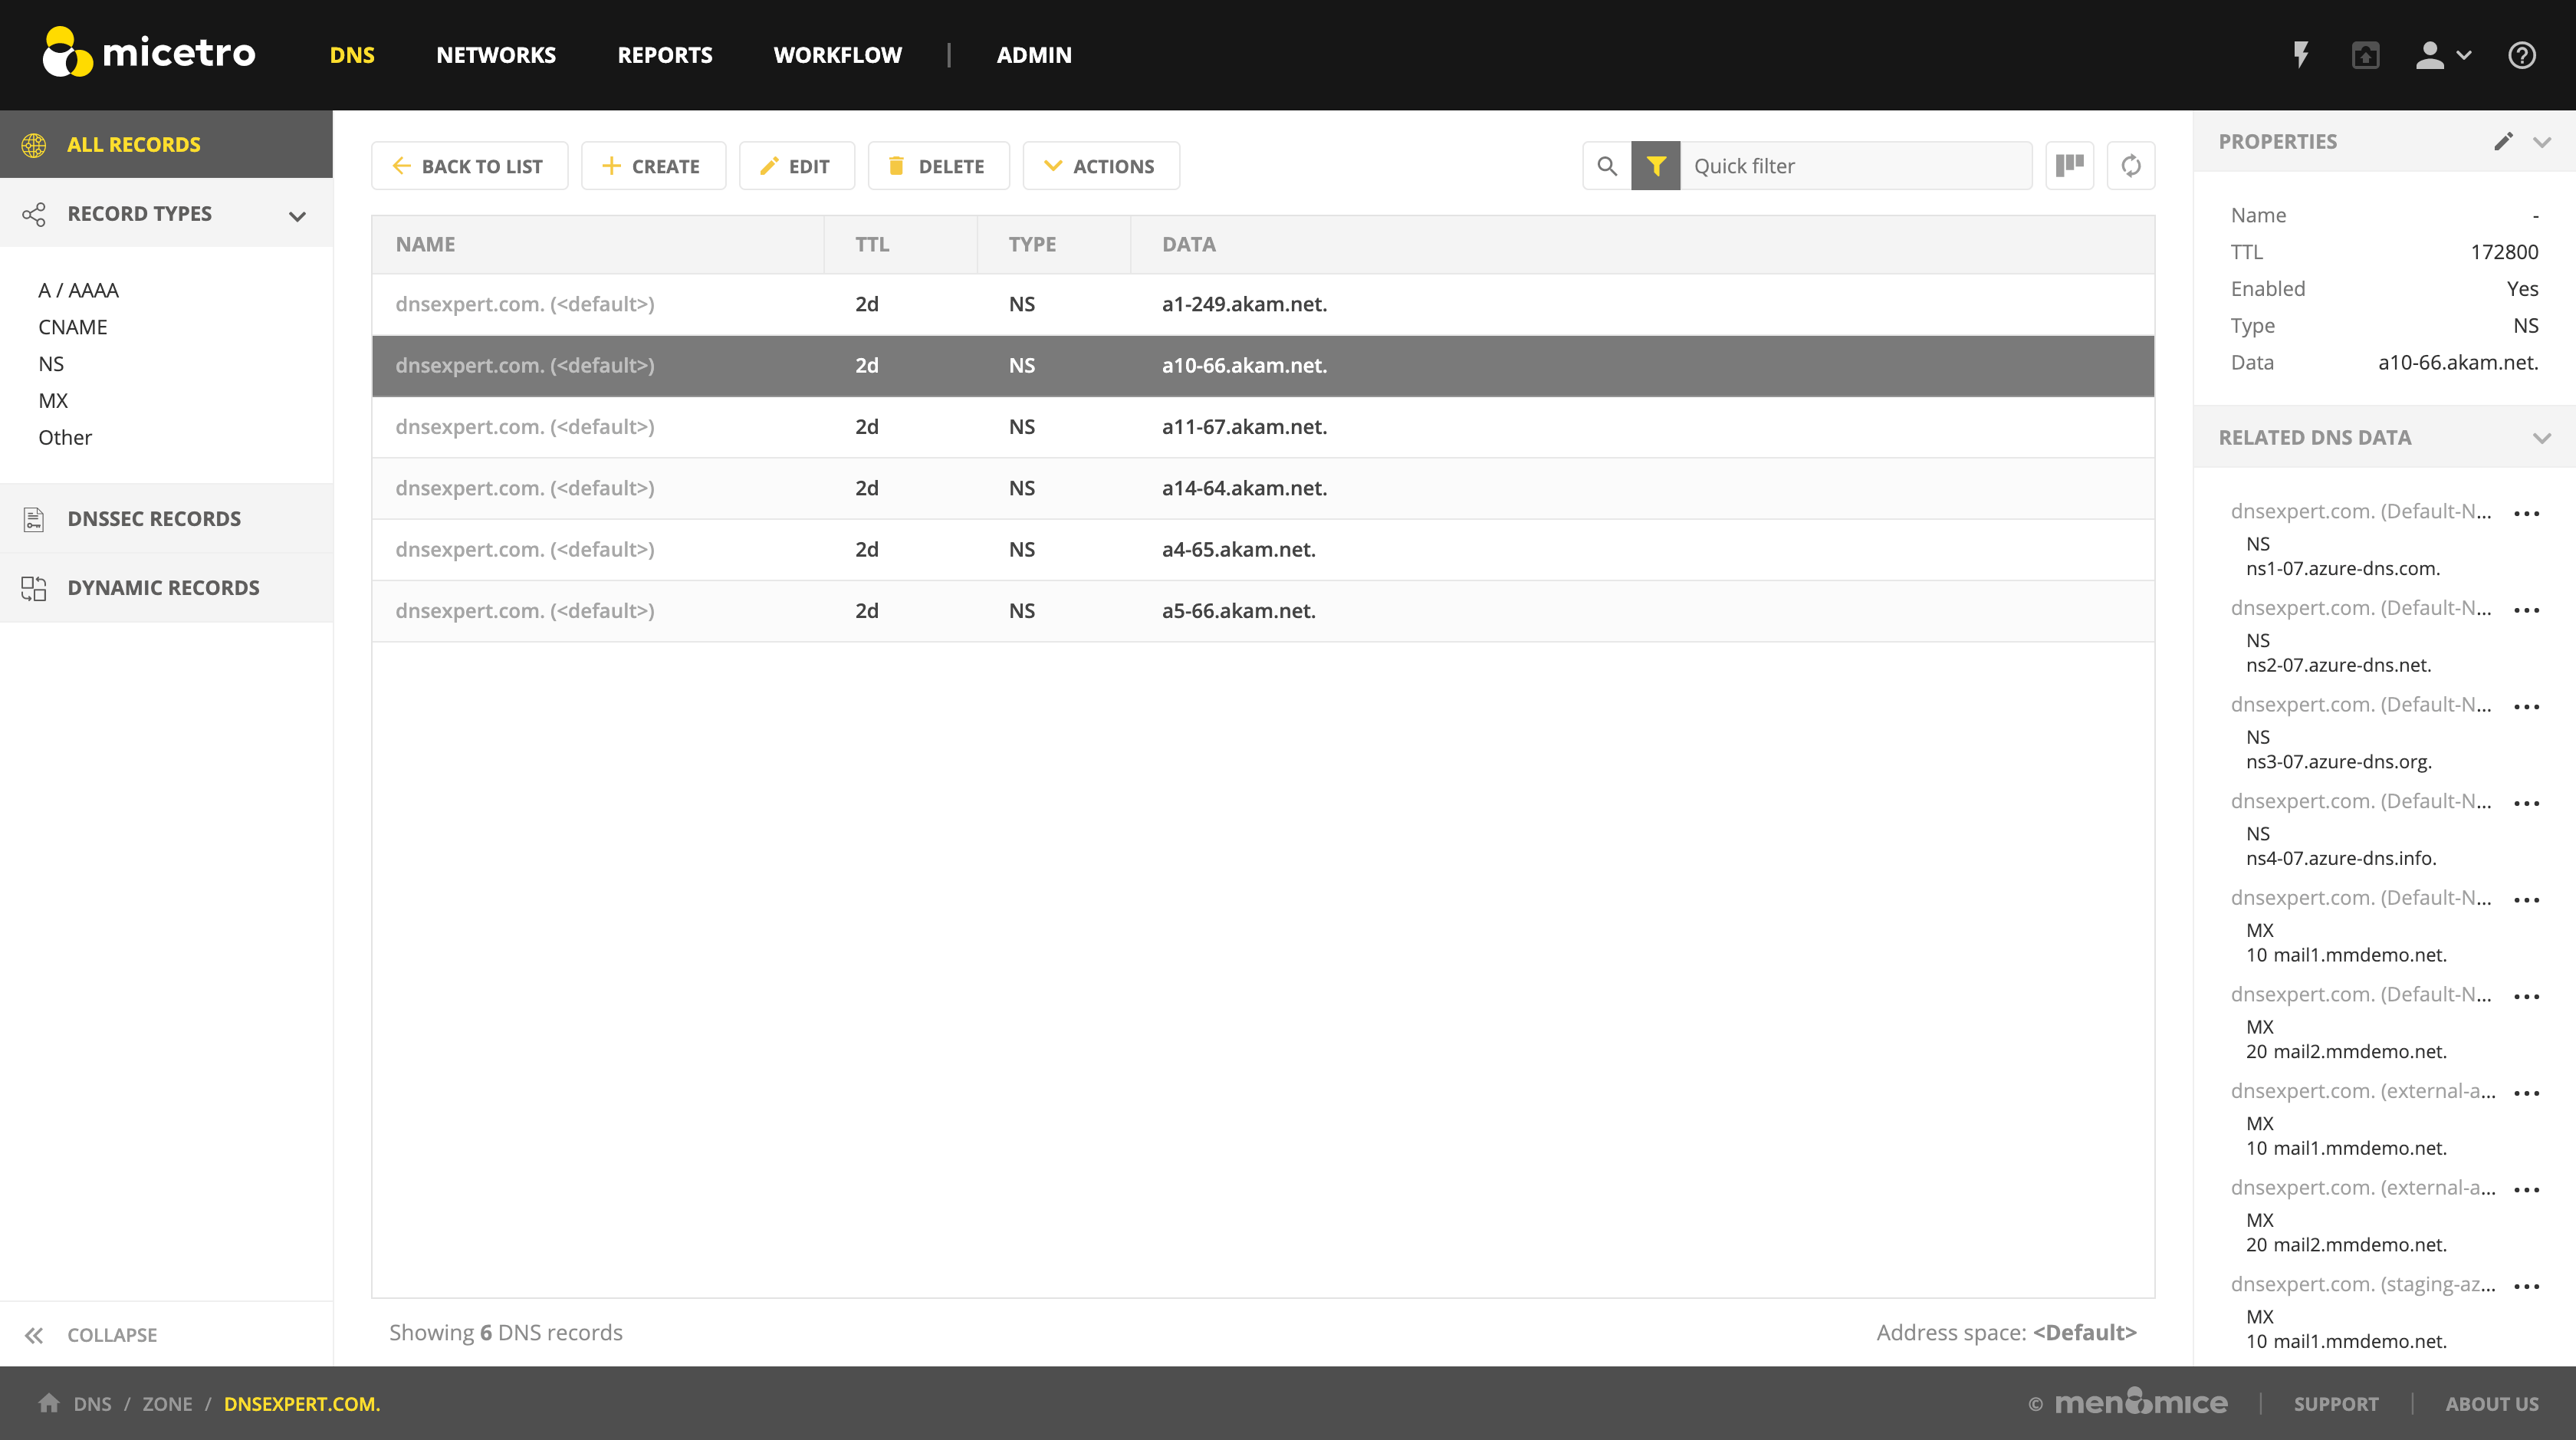 micetro
DNS NETWORKS REPORTS WORKFLOW | ADMIN
ALL RECORDS
RECORD TYPES
A / AAAA
CNAME
NS
MX
Other
DNSSEC RECORDS
DYNAMIC RECORDS
COLLAPSE
BACK TO LIST CREATE EDIT DELETE ACTIONS Quick filter
NAME TTL TYPE DATA
dnsexpert.com. (<default>) 2d NS a1-249.akam.net.
dnsexpert.com. (<default>) 2d NS a10-66.akam.net.
dnsexpert.com. (<default>) 2d NS a11-67.akam.net.
dnsexpert.com. (<default>) 2d NS a14-64.akam.net.
dnsexpert.com. (<default>) 2d NS a4-65.akam.net.
dnsexpert.com. (<default>) 2d NS a5-66.akam.net.
Showing 6 DNS records Address space: <Default>
PROPERTIES
Name -
TTL 172800
Enabled Yes
Type NS
Data a10-66.akam.net.
RELATED DNS DATA
dnsexpert.com. (Default-N...
NS
ns1-07.azure-dns.com.
dnsexpert.com. (Default-N...
NS
ns2-07.azure-dns.net.
dnsexpert.com. (Default-N...
NS
ns3-07.azure-dns.org.
dnsexpert.com. (Default-N...
NS
ns4-07.azure-dns.info.
dnsexpert.com. (Default-N...
MX
10 mail1.mmdemo.net.
dnsexpert.com. (Default-N...
MX
20 mail2.mmdemo.net.
dnsexpert.com. (external-a...
MX
10 mail1.mmdemo.net.
dnsexpert.com. (external-a...
MX
20 mail2.mmdemo.net.
dnsexpert.com. (staging-az...
MX
10 mail1.mmdemo.net.
DNS / ZONE / DNSEXPERT.COM.
© men&mice | SUPPORT | ABOUT US